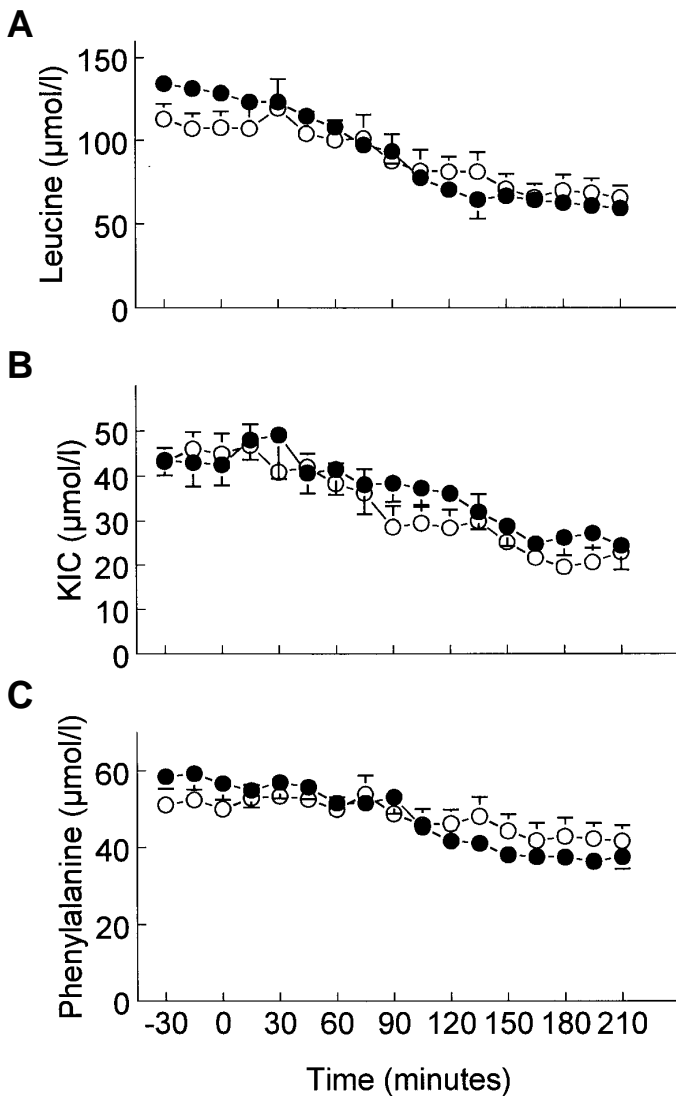 A
Leucine (µmol/l)
150
100
50
0
B
KIC (µmol/l)
50
40
30
20
10
0
C
Phenylalanine (µmol/l)
60
40
20
0
-30 0 30 60 90 120 150 180 210
Time (minutes)